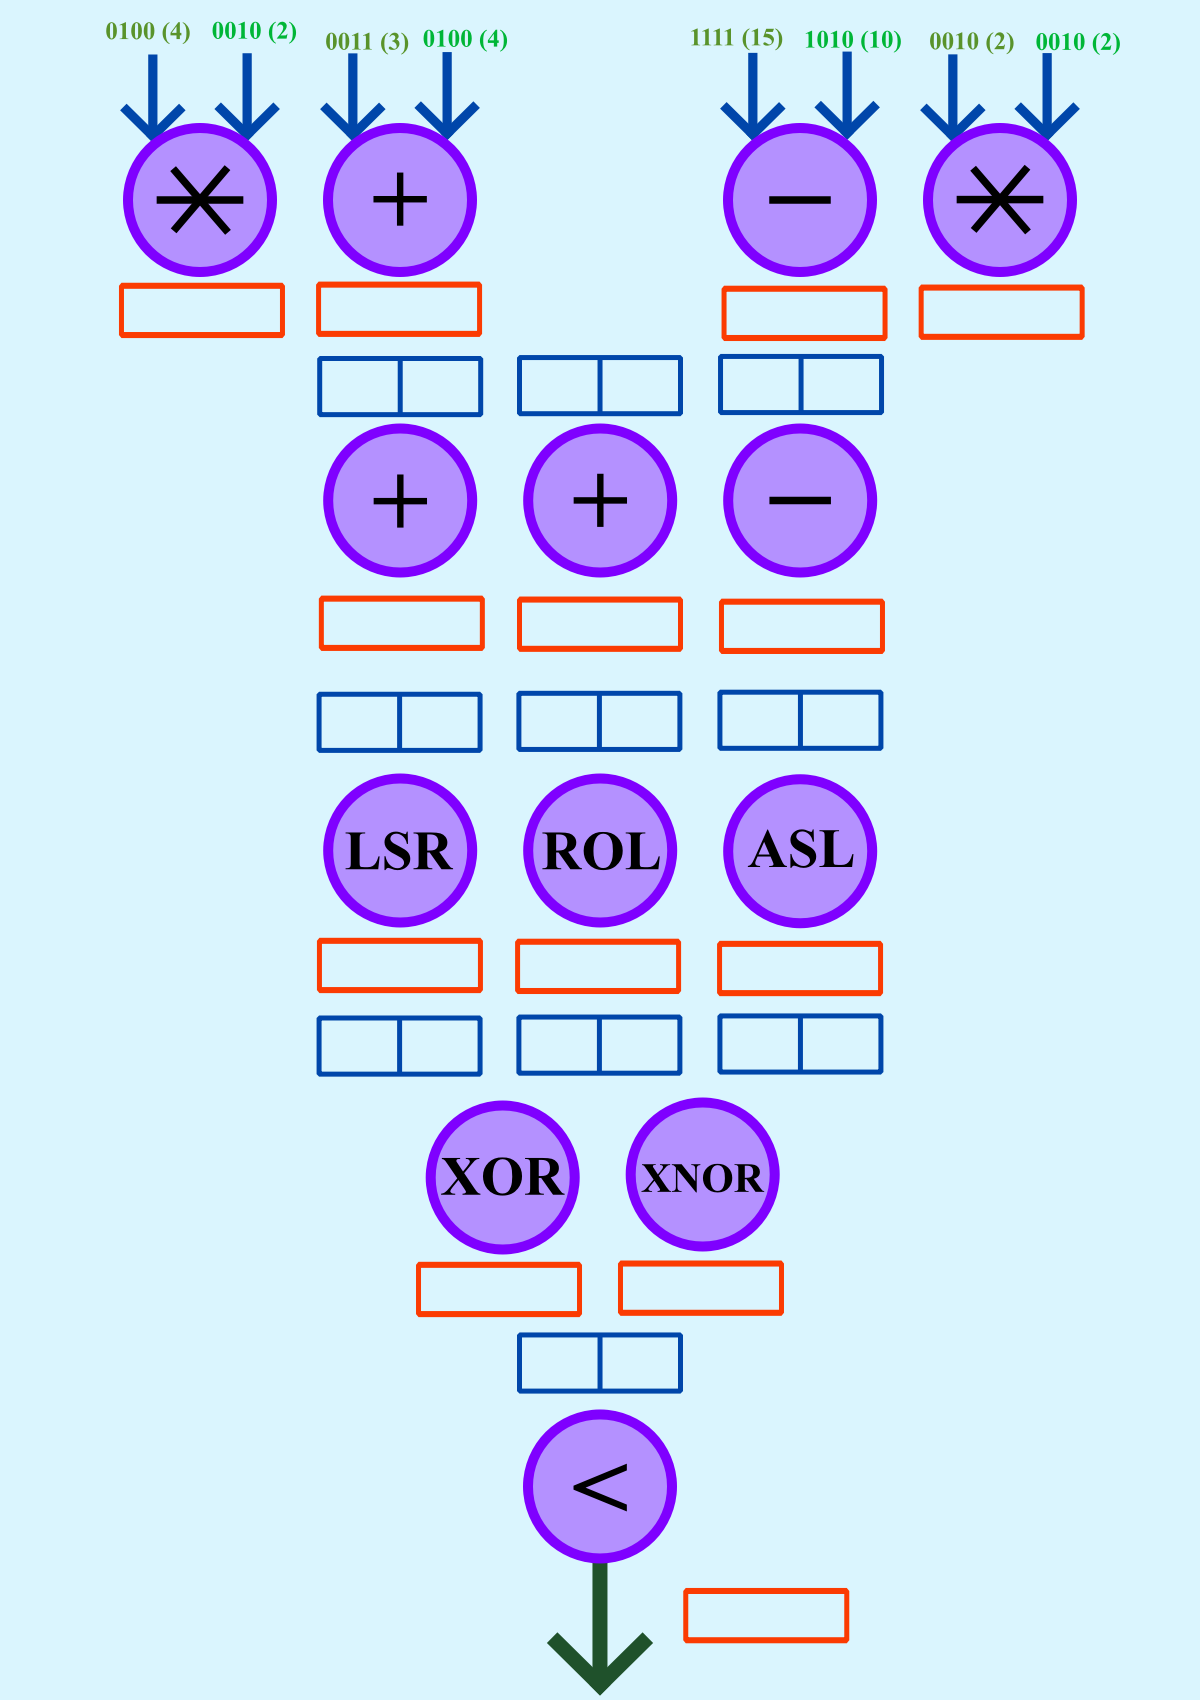 0100 (4) 0010 (2) 0011 (3) 0100 (4) 1111 (15) 1010 (10) 0010 (2) 0010 (2)
* + − *
+ + −
LSR ROL ASL
XOR XNOR
<